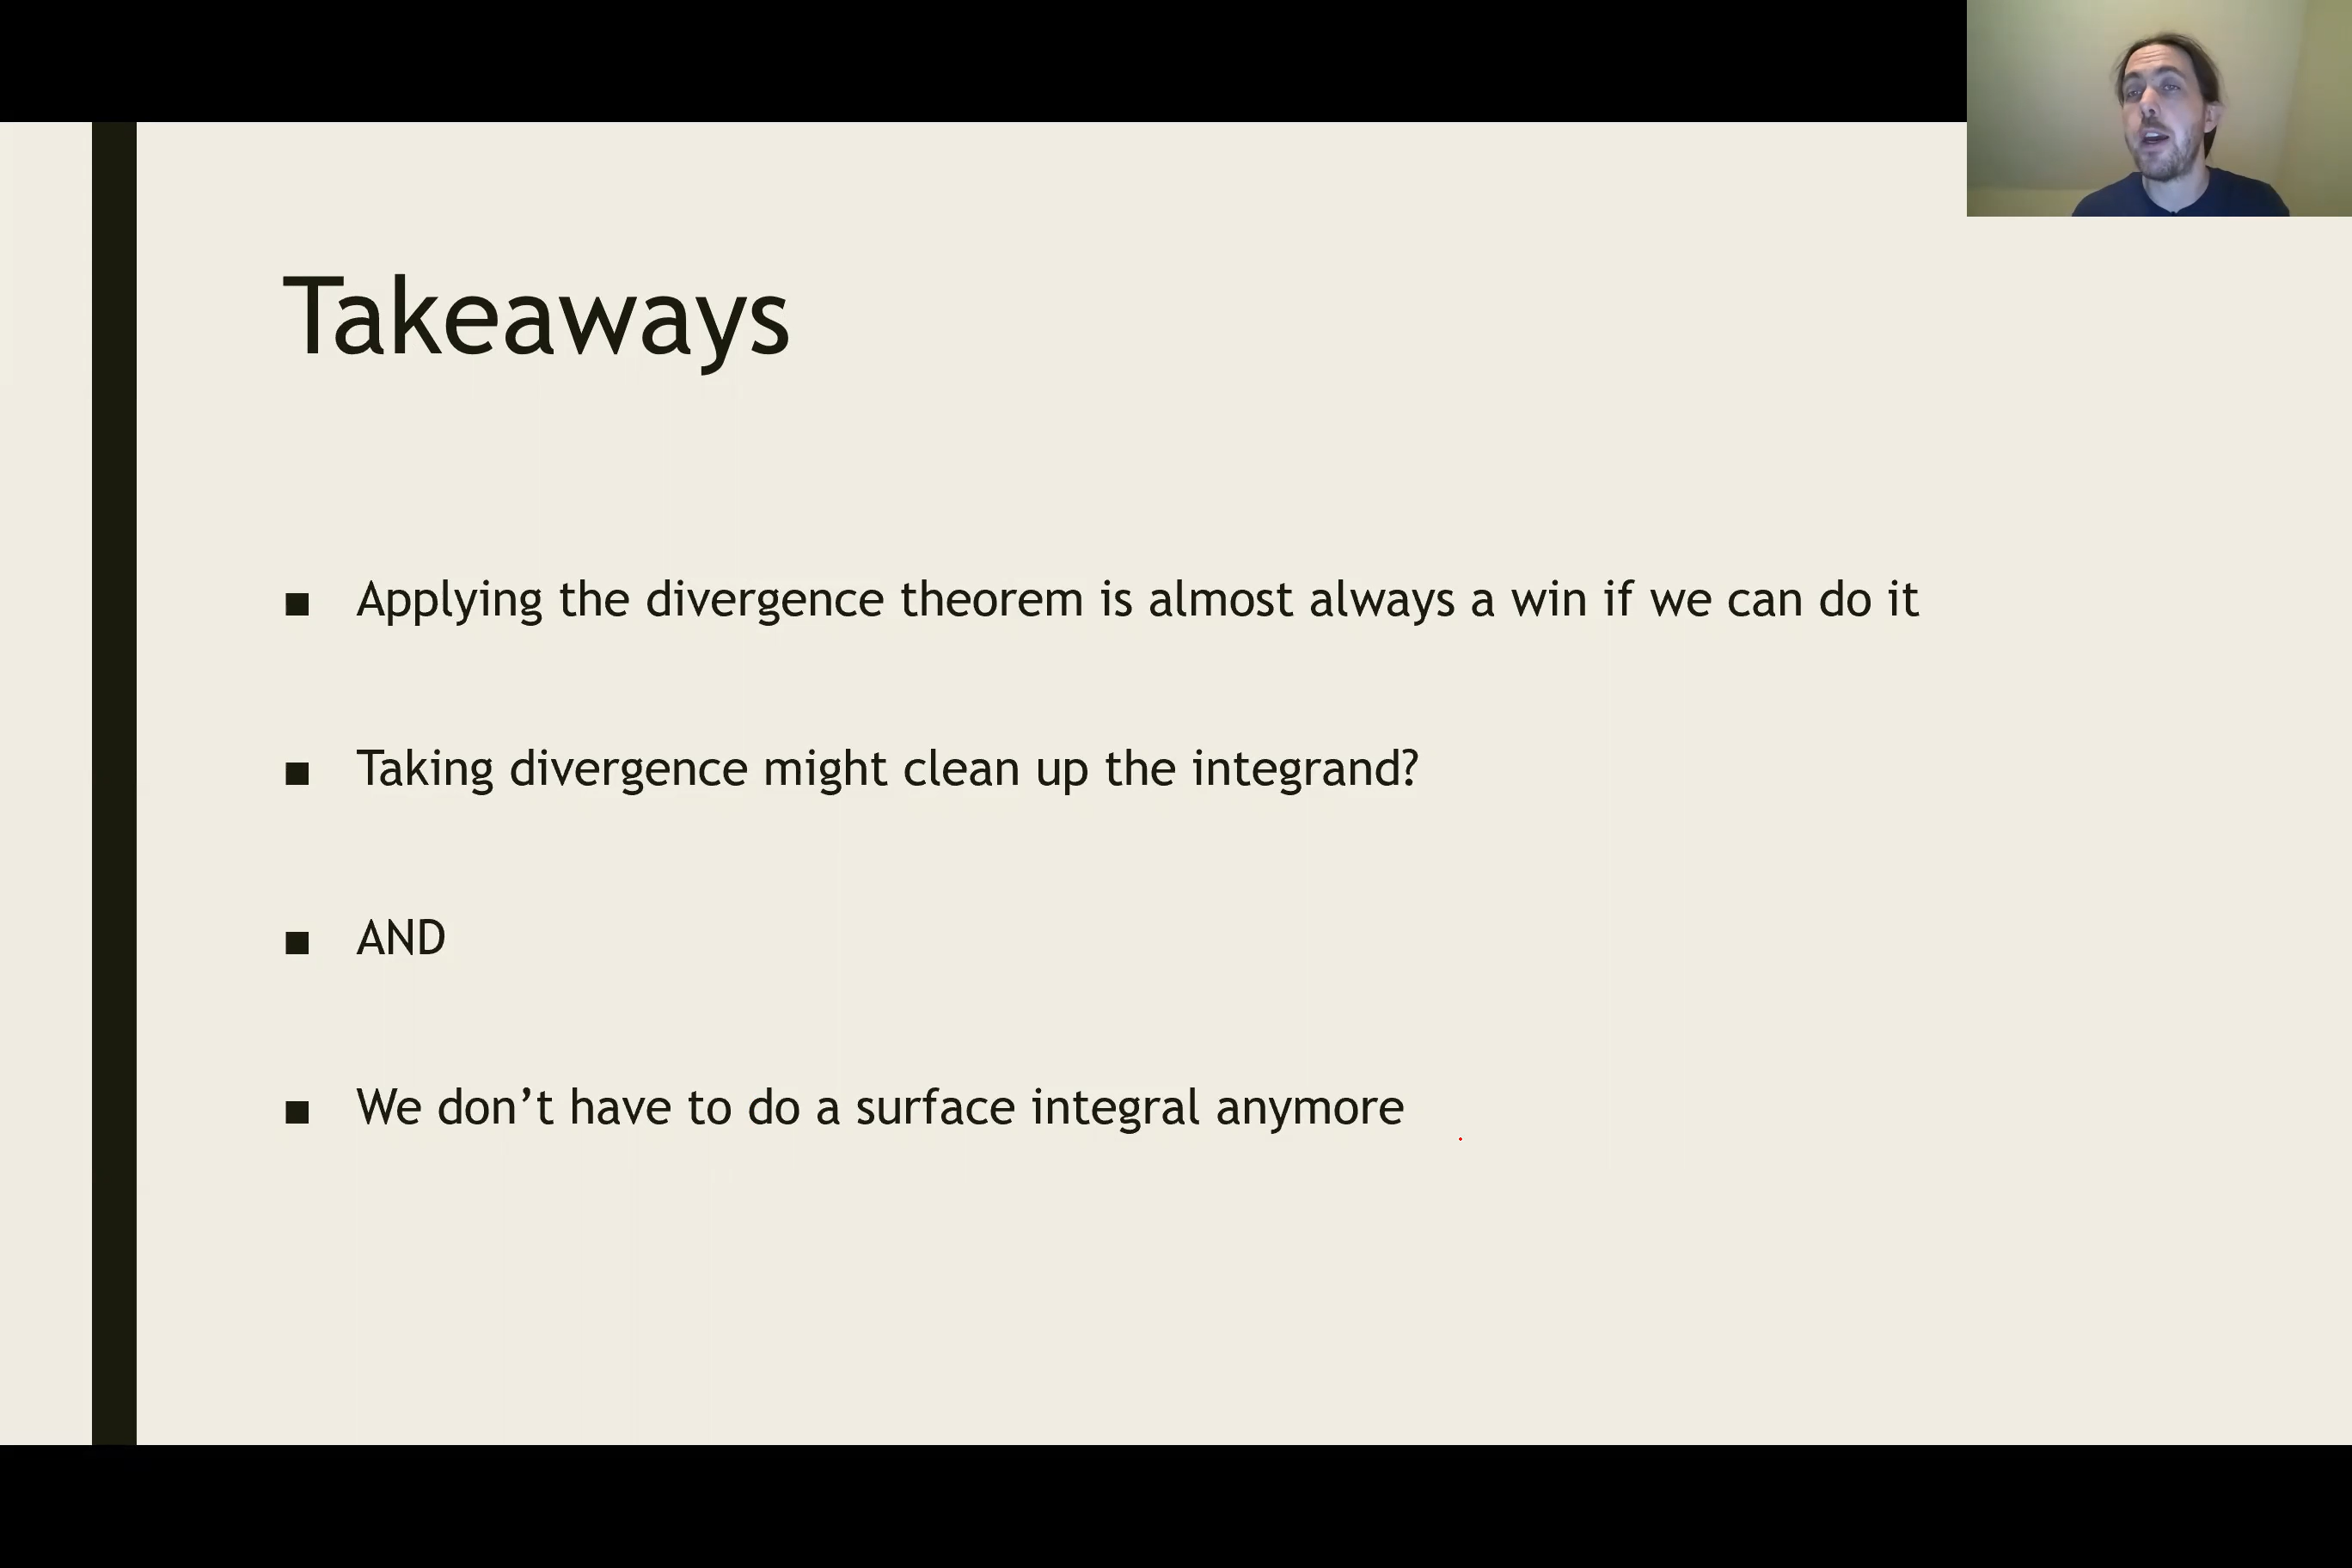 Takeaways
■ Applying the divergence theorem is almost always a win if we can do it
■ Taking divergence might clean up the integrand?
■ AND
■ We don’t have to do a surface integral anymore